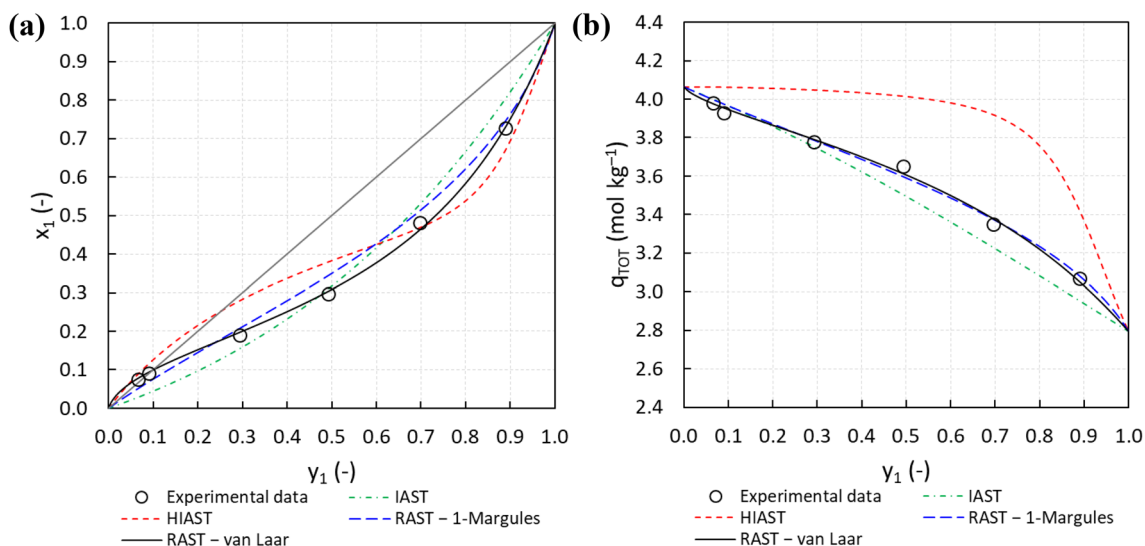 (a)
1.0
0.9
0.8
0.7
0.6
0.5
0.4
0.3
0.2
0.1
0.0
x₁ (-)
0.0 0.1 0.2 0.3 0.4 0.5 0.6 0.7 0.8 0.9 1.0
y₁ (-)
Experimental data
IAST
HIAST
RAST – 1-Margules
RAST – van Laar
(b)
4.4
4.2
4.0
3.8
3.6
3.4
3.2
3.0
2.8
2.6
2.4
qTOT (mol kg⁻¹)
0.0 0.1 0.2 0.3 0.4 0.5 0.6 0.7 0.8 0.9 1.0
y₁ (-)
Experimental data
IAST
HIAST
RAST – 1-Margules
RAST – van Laar